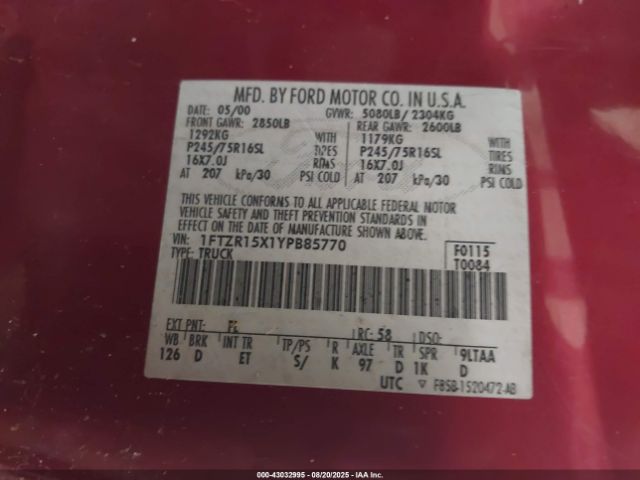 MFD. BY FORD MOTOR CO. IN U.S.A.
DATE: 05/00 GVWR: 5080LB/ 2304KG
FRONT GAWR: 2850LB REAR GAWR: 2600LB
1292KG WITH 1179KG WITH
P245/75R16SL TIRES P245/75R16SL TIRES
16X7.0J RIMS 16X7.0J RIMS
AT 207 kPa/30 PSI COLD AT 207 kPa/30 PSI COLD
THIS VEHICLE CONFORMS TO ALL APPLICABLE FEDERAL MOTOR
VEHICLE SAFETY AND THEFT PREVENTION STANDARDS IN
EFFECT ON THE DATE OF MANUFACTURE SHOWN ABOVE.
VIN: 1FTZR15X1YPB85770 F0115
TYPE: TRUCK T0084
EXT PNT: RC: 58 DSO:
WB BRK INT TR TP/PS R AXLE TR SPR 9LTAA
126 D ET S/ K 97 D 1K D
UTC ▽ F8SB-1520472-AB
000-43032995 - 08/20/2025 - IAA Inc.